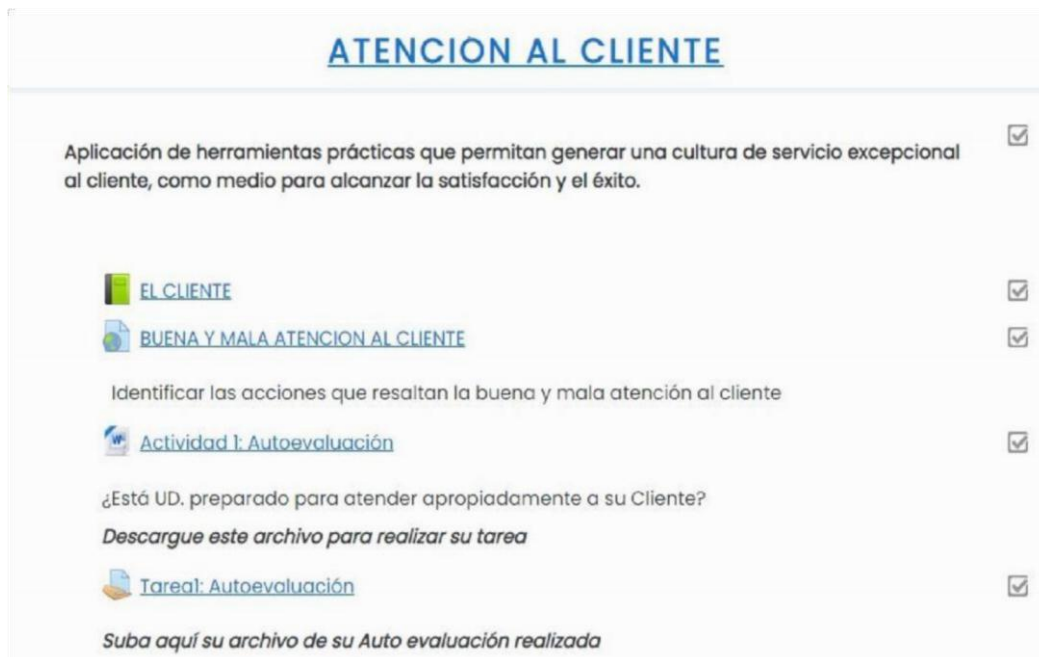 ATENCIÓN AL CLIENTE
Aplicación de herramientas prácticas que permitan generar una cultura de servicio excepcional
al cliente, como medio para alcanzar la satisfacción y el éxito.
EL CLIENTE
BUENA Y MALA ATENCION AL CLIENTE
Identificar las acciones que resaltan la buena y mala atención al cliente
Actividad 1: Autoevaluación
¿Está UD. preparado para atender apropiadamente a su Cliente?
Descargue este archivo para realizar su tarea
Tarea1: Autoevaluación
Suba aquí su archivo de su Auto evaluación realizada